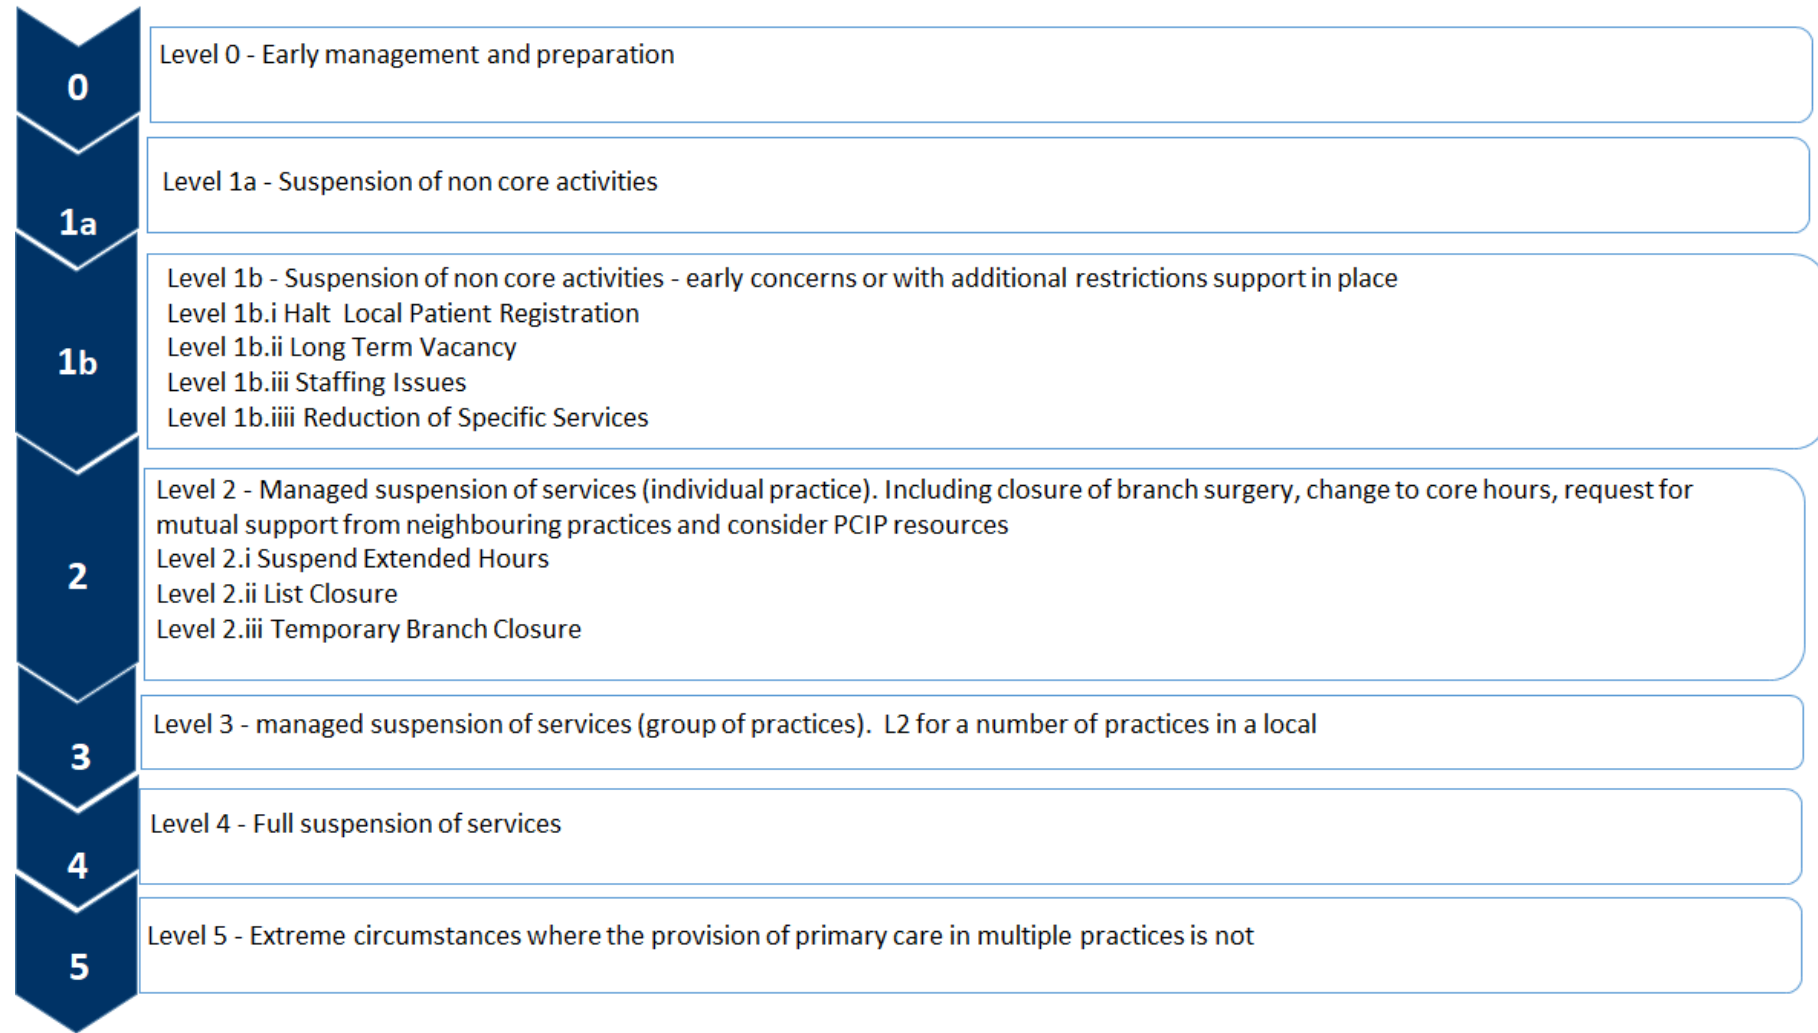 0
Level 0 - Early management and preparation
1a
Level 1a - Suspension of non core activities
1b
Level 1b - Suspension of non core activities - early concerns or with additional restrictions support in place
Level 1b.i Halt Local Patient Registration
Level 1b.ii Long Term Vacancy
Level 1b.iii Staffing Issues
Level 1b.iiii Reduction of Specific Services
2
Level 2 - Managed suspension of services (individual practice). Including closure of branch surgery, change to core hours, request for
mutual support from neighbouring practices and consider PCIP resources
Level 2.i Suspend Extended Hours
Level 2.ii List Closure
Level 2.iii Temporary Branch Closure
3
Level 3 - managed suspension of services (group of practices). L2 for a number of practices in a local
4
Level 4 - Full suspension of services
5
Level 5 - Extreme circumstances where the provision of primary care in multiple practices is not